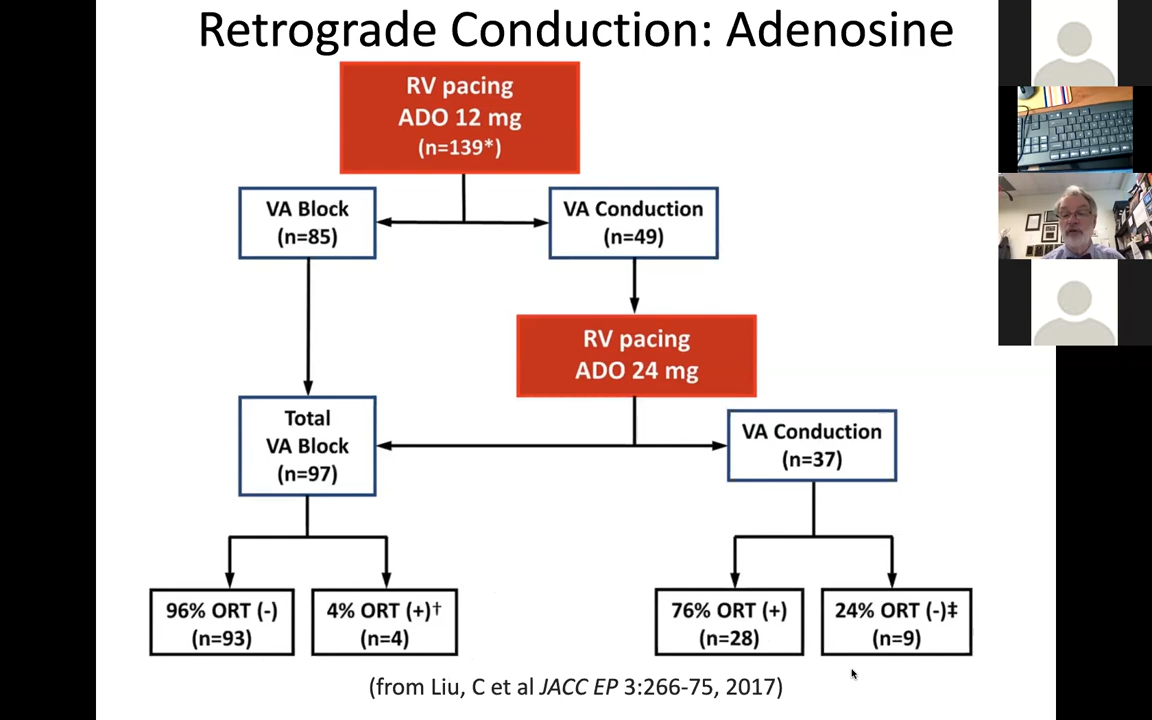 Retrograde Conduction: Adenosine
RV pacing
ADO 12 mg
(n=139*)
VA Block
(n=85)
VA Conduction
(n=49)
RV pacing
ADO 24 mg
Total
VA Block
(n=97)
VA Conduction
(n=37)
96% ORT (-)
(n=93)
4% ORT (+)†
(n=4)
76% ORT (+)
(n=28)
24% ORT (-)‡
(n=9)
(from Liu, C et al JACC EP 3:266-75, 2017)